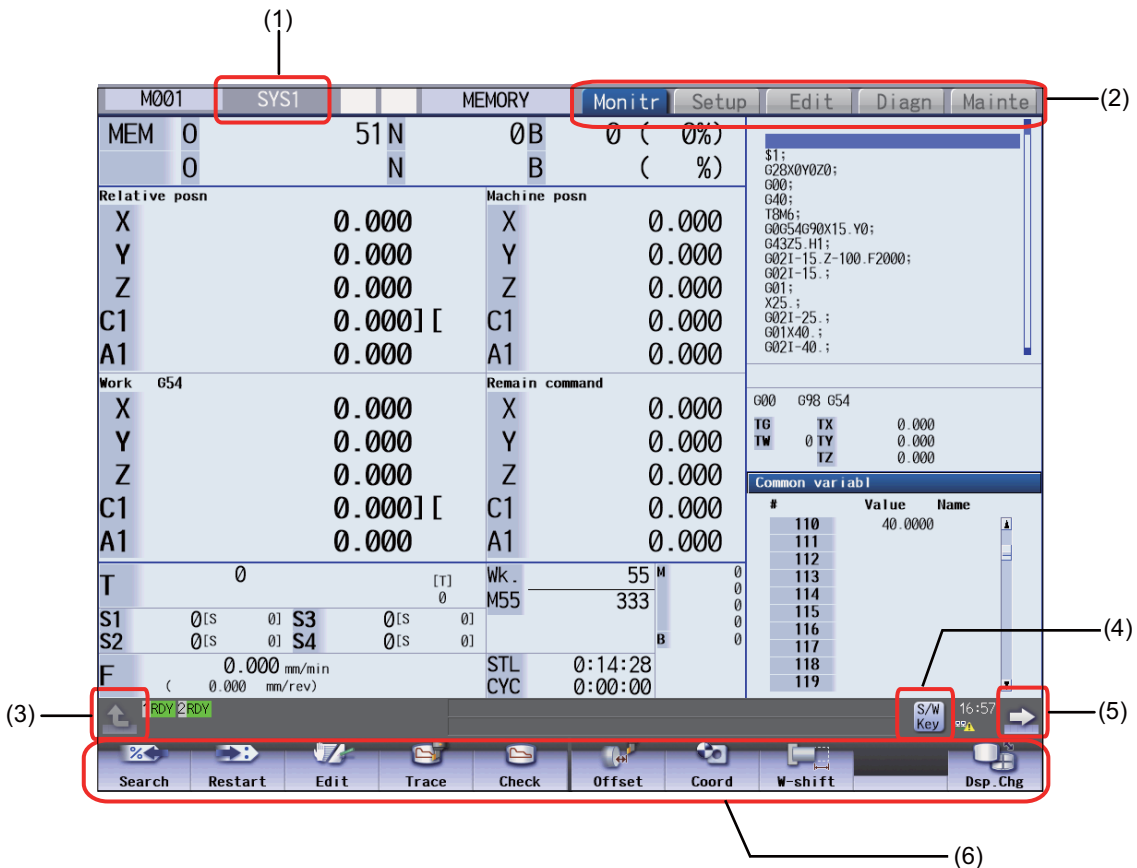 (1)
M001 SYS1 MEMORY Monitr Setup Edit Diagn Mainte
(2)
MEM O 51 N 0 B 0 ( 0%)
O N B ( %)
Relative posn
X 0.000
Y 0.000
Z 0.000
C1 0.000][
A1 0.000
Machine posn
X 0.000
Y 0.000
Z 0.000
C1 0.000
A1 0.000
Work G54
X 0.000
Y 0.000
Z 0.000
C1 0.000][
A1 0.000
Remain command
X 0.000
Y 0.000
Z 0.000
C1 0.000
A1 0.000
$1;
G28X0Y0Z0;
G00;
G40;
T8M6;
G0G54G90X15.Y0;
G43Z5.H1;
G02I-15.Z-100.F2000;
G02I-15.;
G01;
X25.;
G02I-25.;
G01X40.;
G02I-40.;
G00 G98 G54
TG TX 0.000
TW 0 TY 0.000
TZ 0.000
Common variabl
# Value Name
110 40.0000
111
112
113
114
115
116
117
118
119
T 0 [T]
0
S1 0[S 0] S3 0[S 0]
S2 0[S 0] S4 0[S 0]
F 0.000 mm/min
( 0.000 mm/rev)
Wk. 55
M55 333
M 0
0
0
0
B 0
STL 0:14:28
CYC 0:00:00
(4)
(3)
1RDY 2RDY
S/W
Key
16:57
(5)
Search Restart Edit Trace Check Offset Coord W-shift Dsp.Chg
(6)